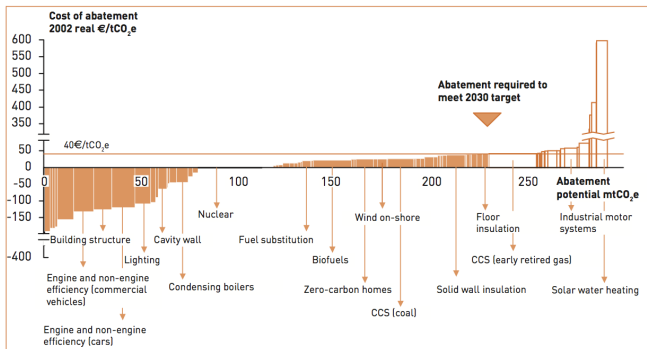 Cost of abatement
2002 real €/tCO2e
600
550
500
450
400
350
Abatement required to
meet 2030 target
40€/tCO2e
50
0
-50
-100
-150
-400
0
50
100
150
200
250
Abatement
potential mtCO2e
Nuclear
Wind on-shore
Floor
insulation
Industrial motor
systems
Building structure
Cavity wall
Fuel substitution
Lighting
Biofuels
CCS (early retired gas)
Engine and non-engine
efficiency (commercial
vehicles)
Condensing boilers
Zero-carbon homes
Solid wall insulation
Solar water heating
CCS (coal)
Engine and non-engine
efficiency (cars)